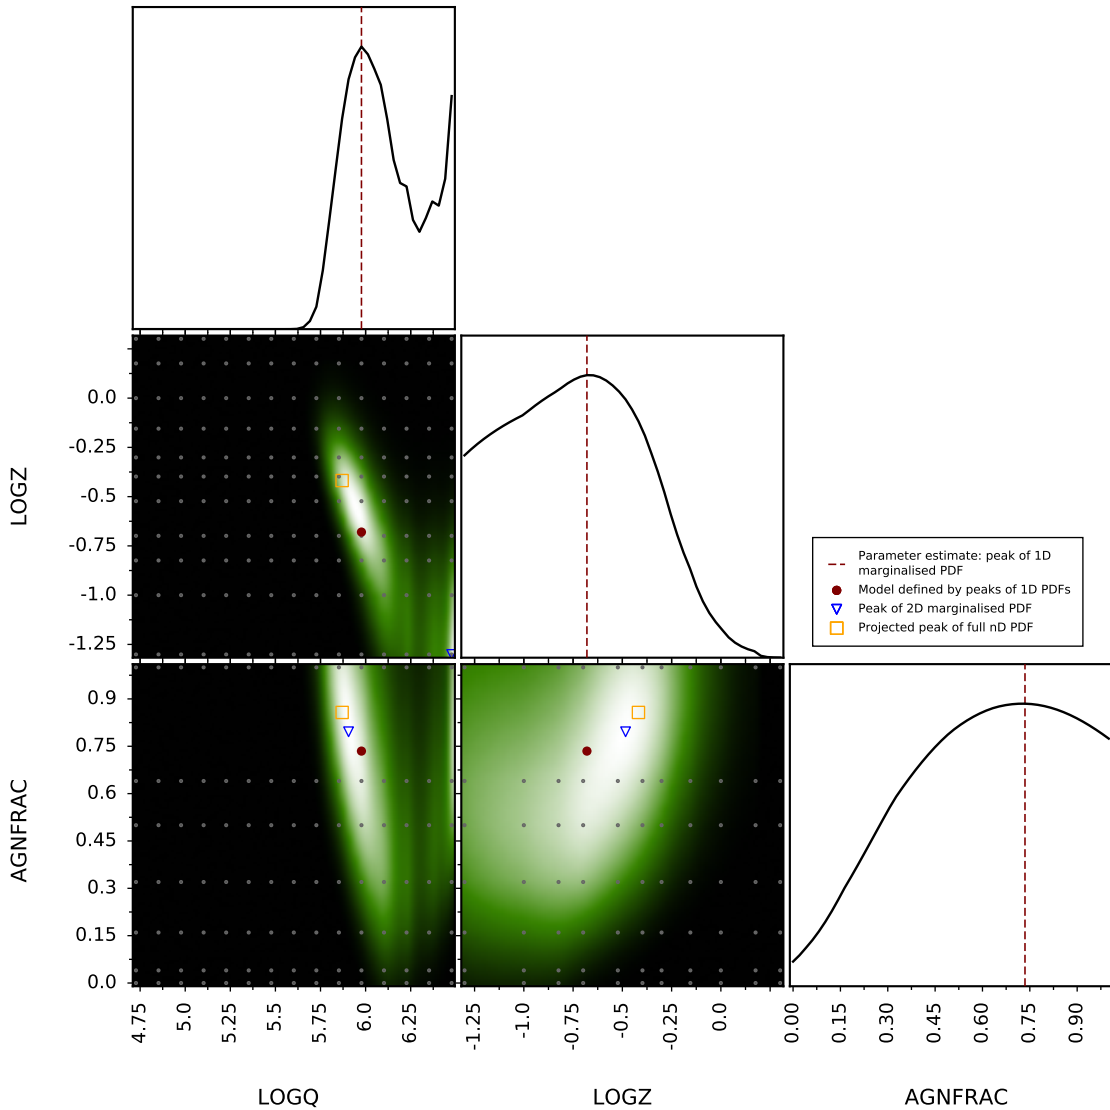 0.0
-0.25
-0.5
-0.75
-1.0
-1.25
LOGZ
Parameter estimate: peak of 1D
marginalised PDF
Model defined by peaks of 1D PDFs
Peak of 2D marginalised PDF
Projected peak of full nD PDF
0.9
0.75
0.6
0.45
0.3
0.15
0.0
AGNFRAC
4.75 5.0 5.25 5.5 5.75 6.0 6.25
-1.25 -1.0 -0.75 -0.5 -0.25 0.0
0.00 0.15 0.30 0.45 0.60 0.75 0.90
LOGQ LOGZ AGNFRAC